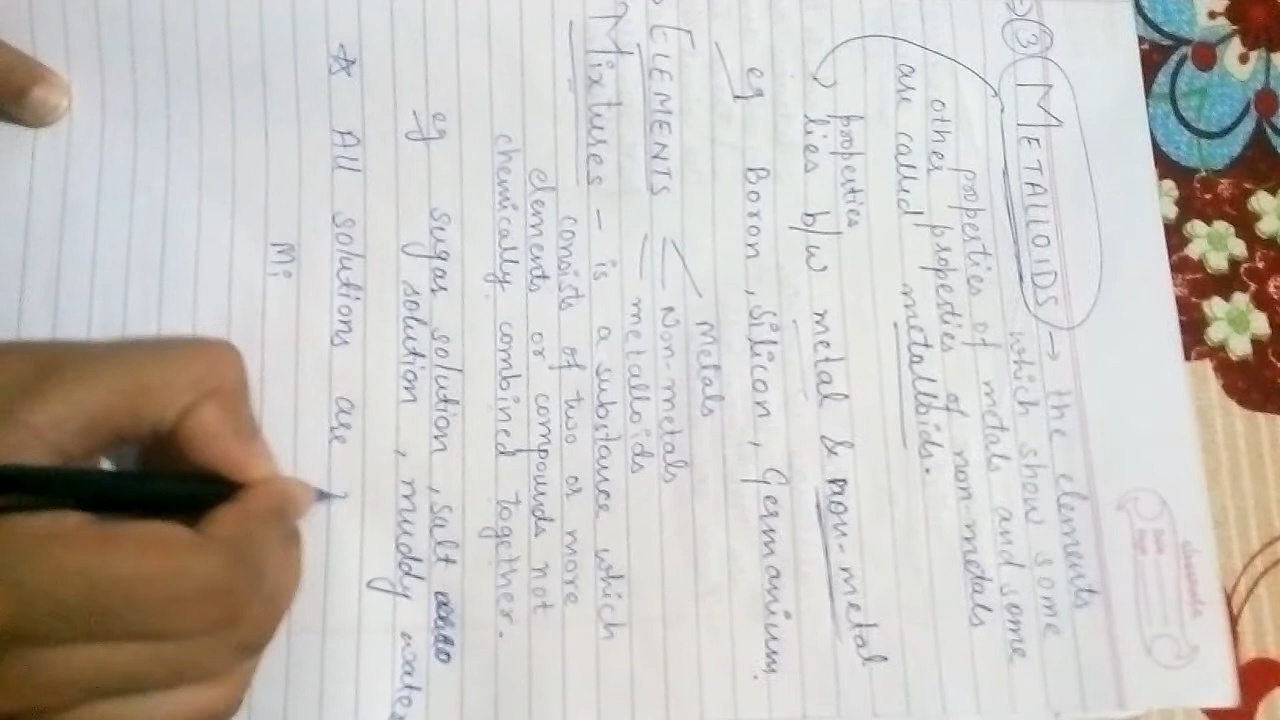 ③ METALLOIDS → the elements
which show some
properties of metals and some
other properties of non-metals
are called metalloids.
properties
lies b/w metal & non-metal
eg Boron, Silicon, Germanium.
ELEMENTS
Metals
Non-metals
metalloids
Mixtures - is a substance which
consists of two or more
elements or compounds not
chemically combined together.
eg sugar solution, salt
solution, muddy water
☆ All solutions are
Mi